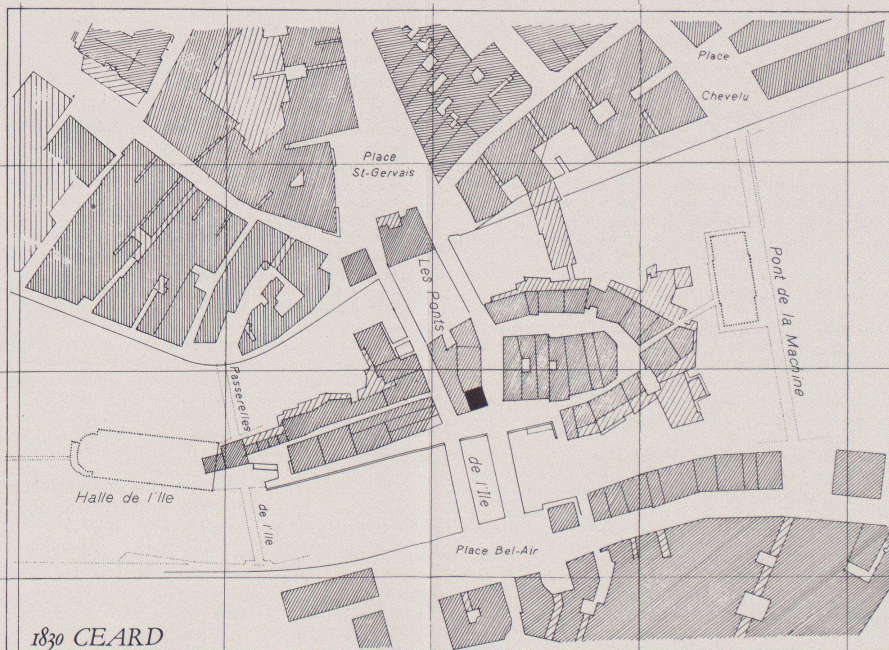 Place
Chevelu
Place
St-Gervais
Les Ponts
Pont de la Machine
Passerelles
Halle de l'Ile
de l'Ile
de l'Ile
Place Bel-Air
1830 CEARD